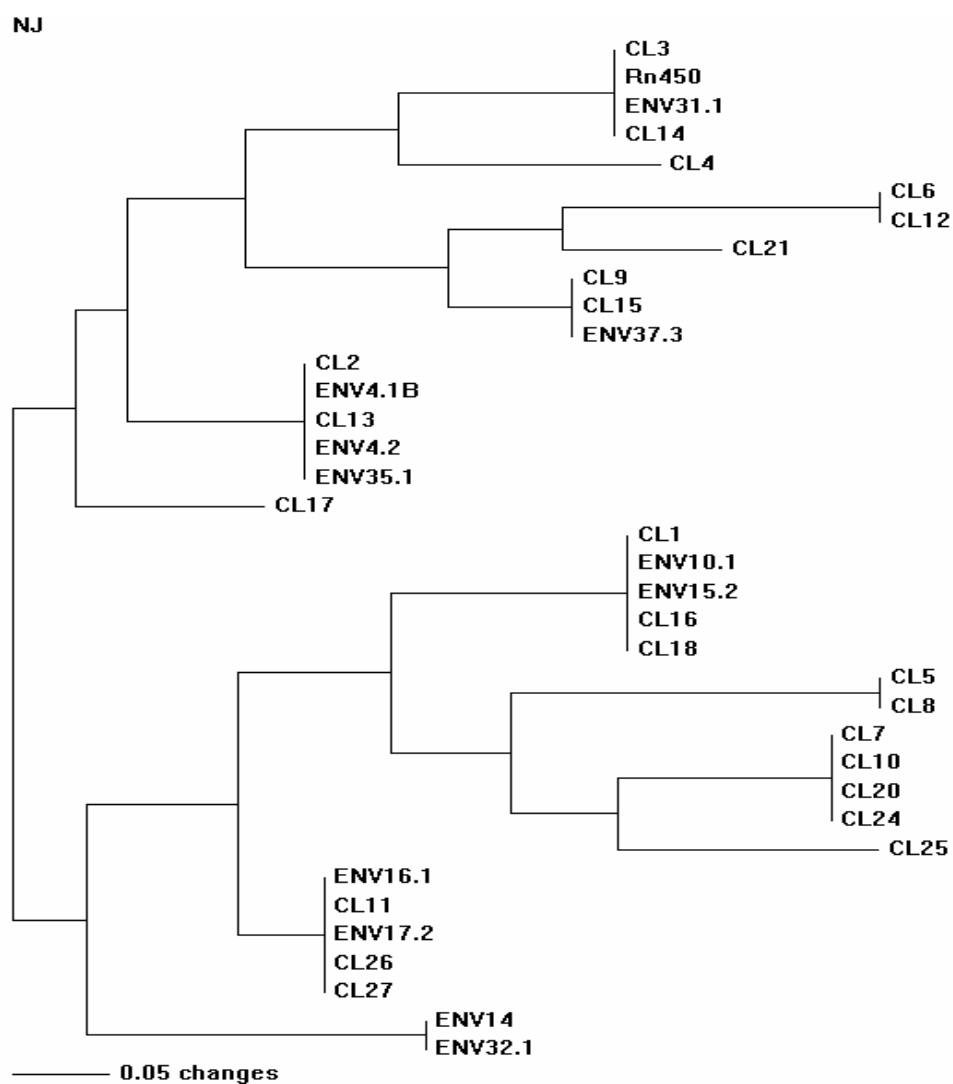 NJ
CL3
Rn450
ENV31.1
CL14
CL4
CL6
CL12
CL21
CL9
CL15
ENV37.3
CL2
ENV4.1B
CL13
ENV4.2
ENV35.1
CL17
CL1
ENV10.1
ENV15.2
CL16
CL18
CL5
CL8
CL7
CL10
CL20
CL24
CL25
ENV16.1
CL11
ENV17.2
CL26
CL27
ENV14
ENV32.1
0.05 changes